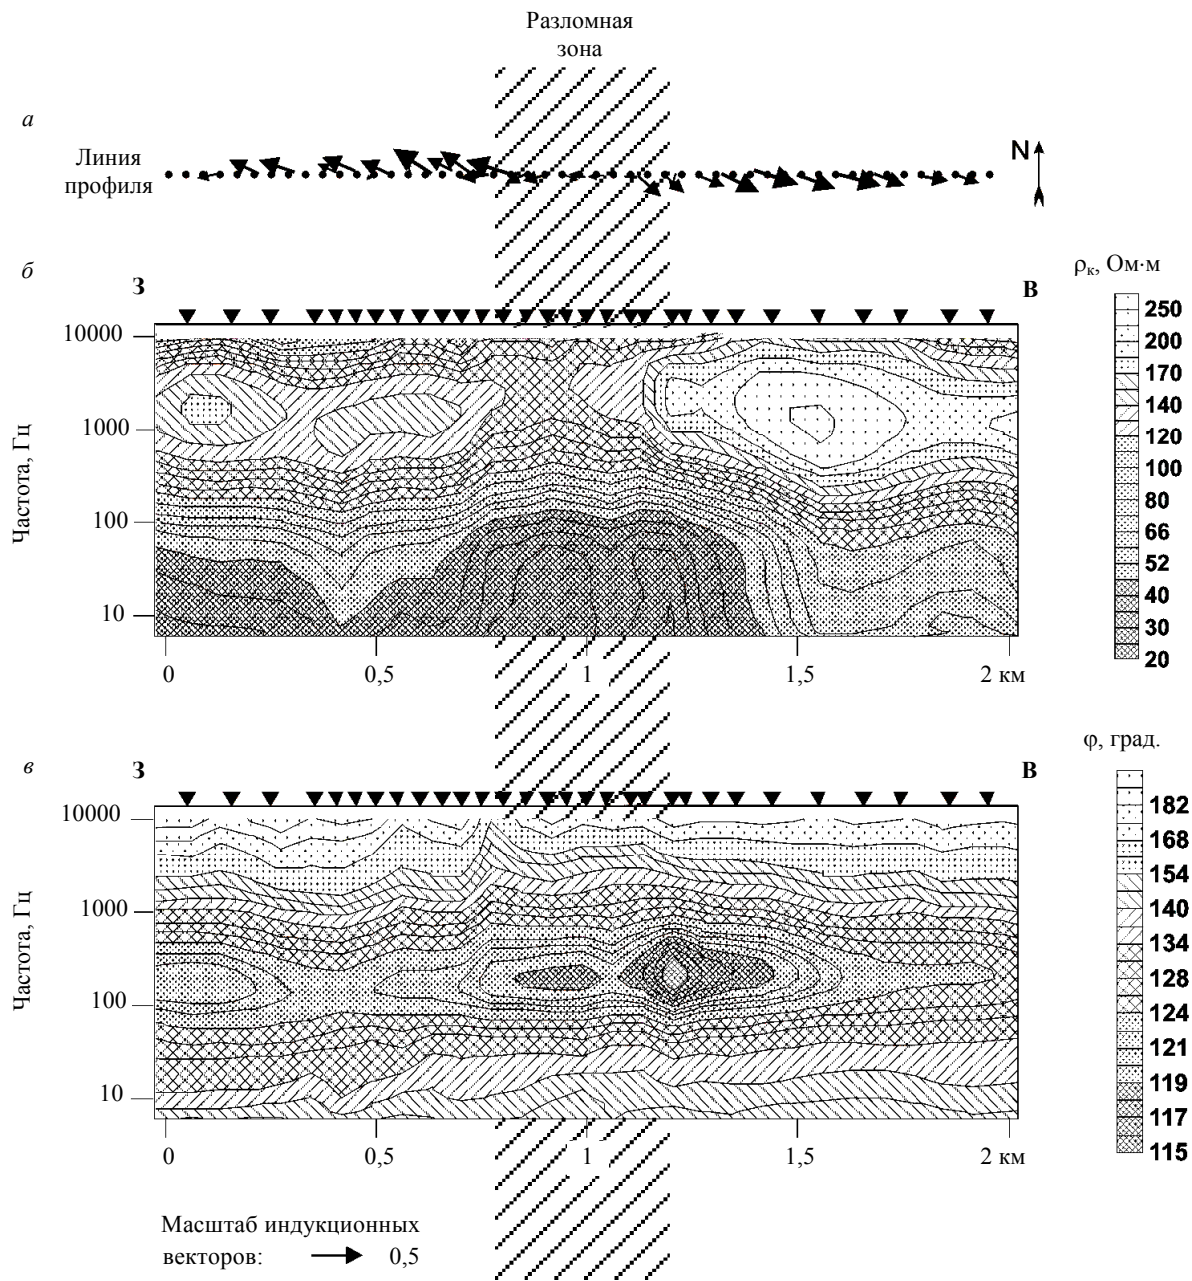 Разломная
зона
а
Линия
профиля
N
б
З
В
ρк, Ом·м
10000
1000
100
10
Частота, Гц
0
0,5
1
1,5
2 км
250
200
170
140
120
100
80
66
52
40
30
20
в
З
В
φ, град.
10000
1000
100
10
Частота, Гц
0
0,5
1
1,5
2 км
182
168
154
140
134
128
124
121
119
117
115
Масштаб индукционных
векторов: 0,5